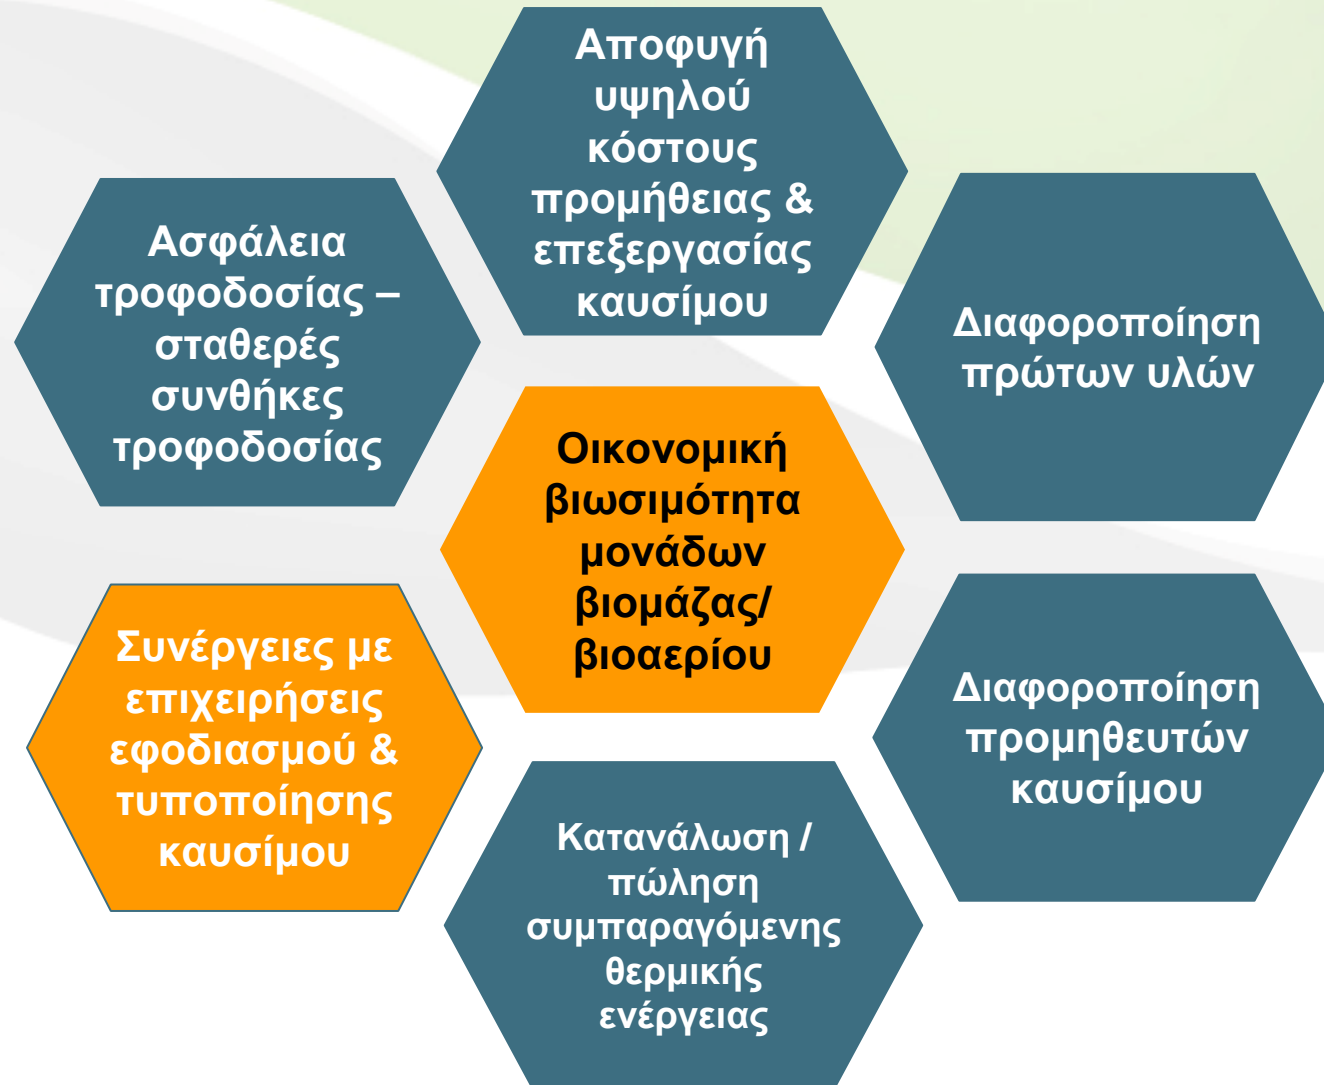 Αποφυγή
υψηλού
κόστους
προμήθειας &
επεξεργασίας
καυσίμου
Ασφάλεια
τροφοδοσίας –
σταθερές
συνθήκες
τροφοδοσίας
Διαφοροποίηση
πρώτων υλών
Οικονομική
βιωσιμότητα
μονάδων
βιομάζας/
βιοαερίου
Συνέργειες με
επιχειρήσεις
εφοδιασμού &
τυποποίησης
καυσίμου
Διαφοροποίηση
προμηθευτών
καυσίμου
Κατανάλωση /
πώληση
συμπαραγόμενης
θερμικής
ενέργειας